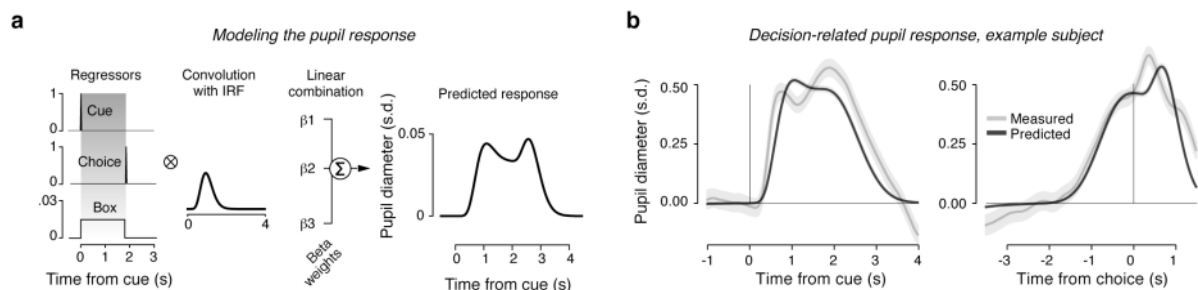 a
Modeling the pupil response
Regressors
Convolution
with IRF
Linear
combination
Predicted response
1
Cue
0
1
Choice
0
.03
Box
0
0 1 2 3
Time from cue (s)
⊗
0 4
β1
β2
β3
Σ
Beta
weights
Pupil diameter (s.d.)
0.05
0
0 1 2 3 4
Time from cue (s)
b
Decision-related pupil response, example subject
Pupil diameter (s.d.)
0.50
0.25
0.00
-1 0 1 2 3 4
Time from cue (s)
0.50
0.25
0.00
Measured
Predicted
-3 -2 -1 0 1
Time from choice (s)